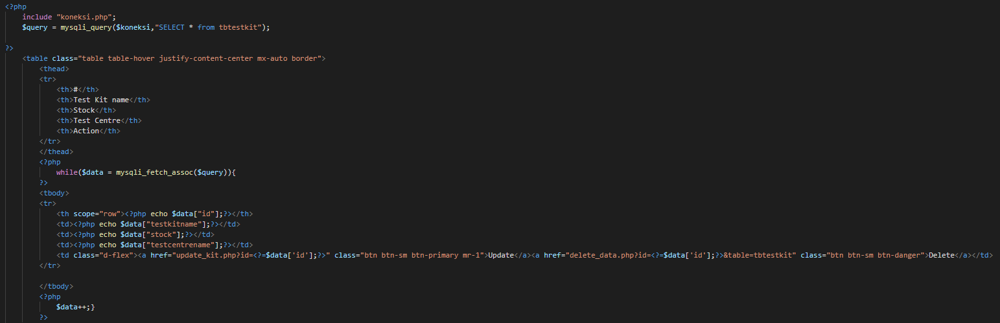 <?php
include "koneksi.php";
$query = mysqli_query($koneksi,"SELECT * from tbtestkit");
?>
<table class="table table-hover justify-content-center mx-auto border">
<thead>
<tr>
<th>#</th>
<th>Test Kit name</th>
<th>Stock</th>
<th>Test Centre</th>
<th>Action</th>
</tr>
</thead>
<?php
while($data = mysqli_fetch_assoc($query)){
?>
<tbody>
<tr>
<th scope="row"><?php echo $data["id"];?></th>
<td><?php echo $data["testkitname"];?></td>
<td><?php echo $data["stock"];?></td>
<td><?php echo $data["testcentrename"];?></td>
<td class="d-flex"><a href="update_kit.php?id=<?=$data['id'];?>" class="btn btn-sm btn-primary mr-1">Update</a><a href="delete_data.php?id=<?=$data['id'];?>&table=tbtestkit" class="btn btn-sm btn-danger">Delete</a></td>
</tr>
</tbody>
<?php
$data++;}
?>